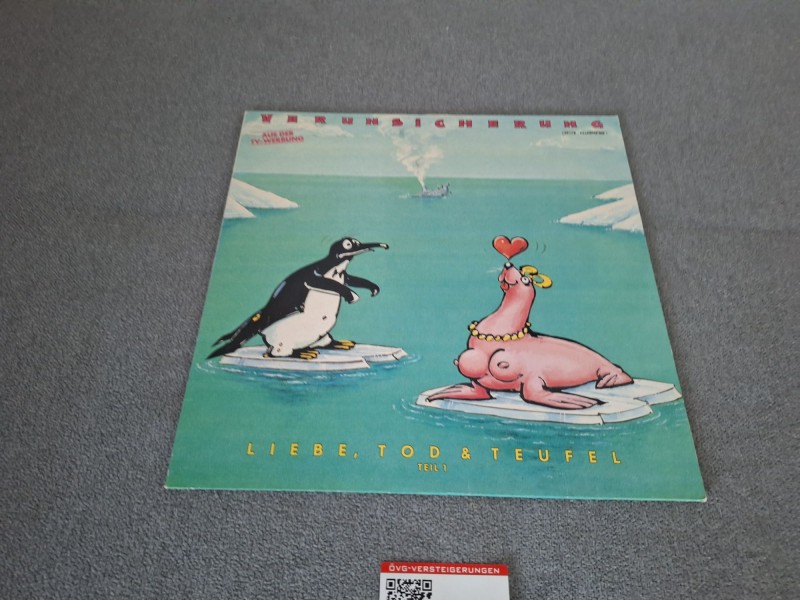 VERUNSICHERUNG
AUS DER
TV-WERBUNG
LIEBE, TOD & TEUFEL
TEIL 1
ÖVG-VERSTEIGERUNGEN